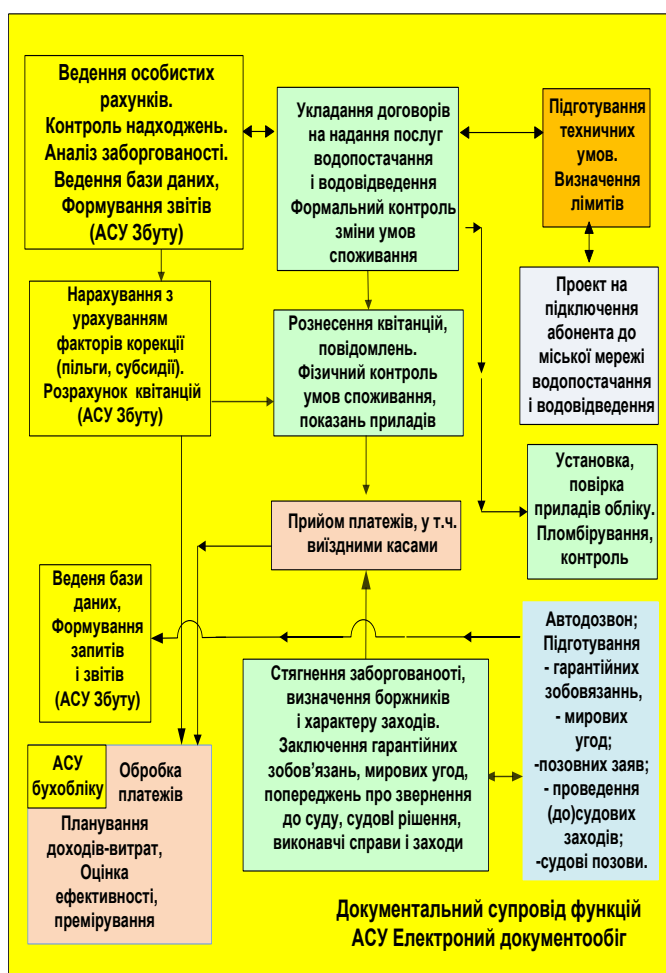 Ведення особистих
рахунків.
Контроль надходжень.
Аналіз заборгованості.
Ведення бази даних,
Формування звітів
(АСУ Збуту)
Укладання договорів
на надання послуг
водопостачання
і водовідведення
Формальний контроль
зміни умов
споживання
Підготування
техничних
умов.
Визначення
лімитів
Нарахування з
урахуванням
факторів корекції
(пільги, субсидії).
Розрахунок квітанцій
(АСУ Збуту)
Рознесення квітанцій,
повідомлень.
Фізичний контроль
умов споживання,
показань приладів
Проект на
підключення
абонента до
міської мережі
водопостачання
і водовідведення
Установка,
повірка
приладів обліку.
Пломбірування,
контроль
Прийом платежів, у т.ч.
виїздними касами
Веденя бази
даних,
Формування
запитів
і звітів
(АСУ Збуту)
Стягнення заборгованооті,
визначення боржників
і характеру заходів.
Заключення гарантійних
зобов’язань, мирових угод,
попереджень про звернення
до суду, судові рішення,
виконавчі справи і заходи
Автодозвон;
Підготування
- гарантійних
зобовязаннь,
- мирових
угод;
-позовних заяв;
- проведення
(до)судових
заходів;
-судові позови.
АСУ
бухобліку
Обробка
платежів
Планування
доходів-витрат,
Оцінка
ефективності,
премірування
Документальний супровід функцій
АСУ Електроний документообіг